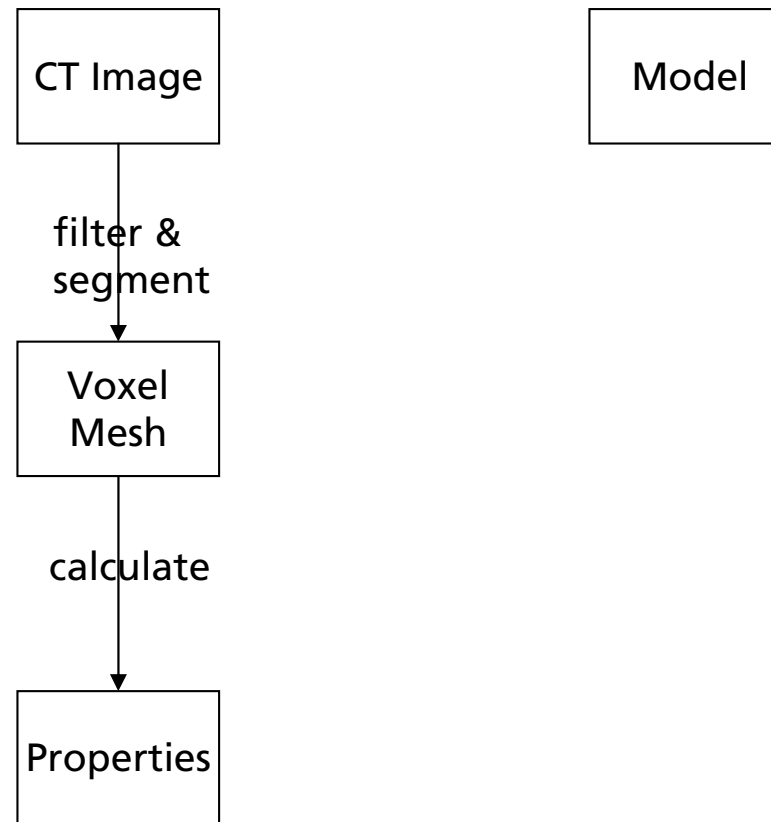 CT Image
Model
filter &
segment
Voxel
Mesh
calculate
Properties